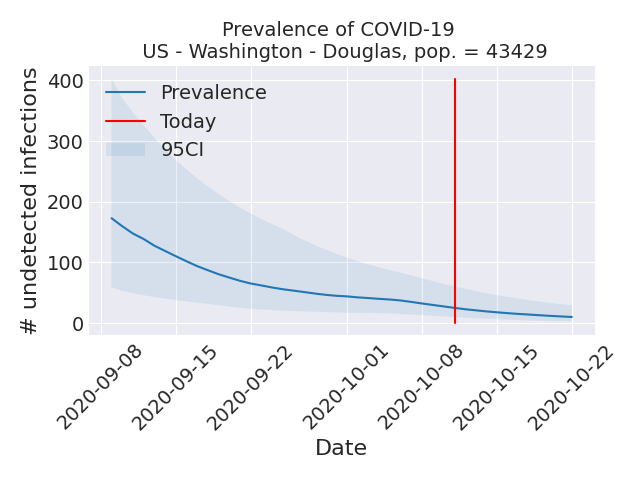 Prevalence of COVID-19
US - Washington - Douglas, pop. = 43429
# undetected infections
400
300
200
100
0
Prevalence
Today
95CI
2020-09-08
2020-09-15
2020-09-22
2020-10-01
2020-10-08
2020-10-15
2020-10-22
Date